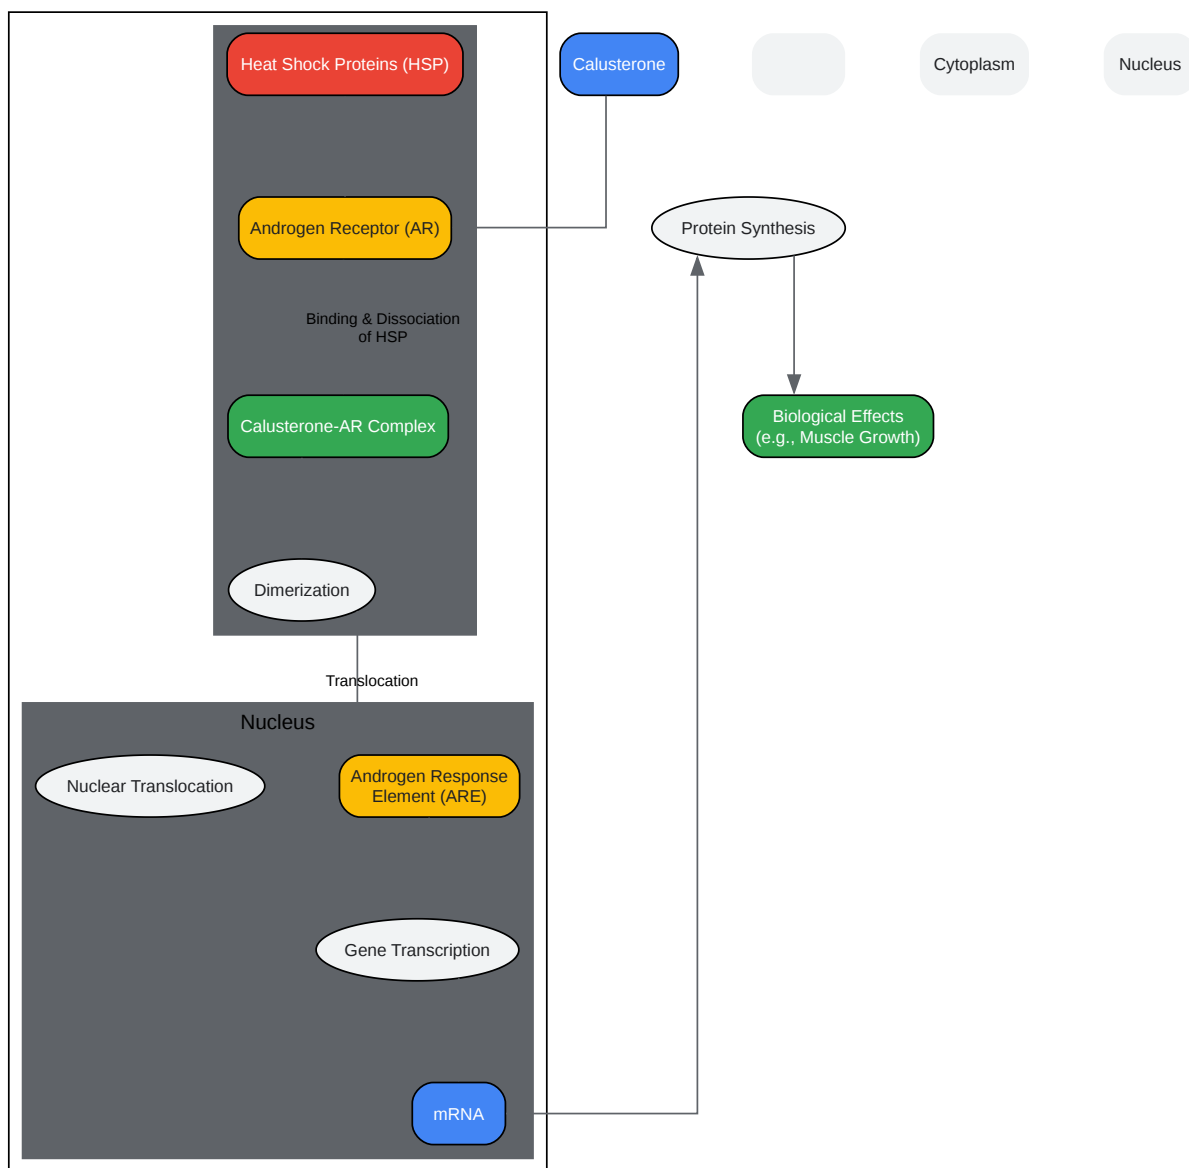 Heat Shock Proteins (HSP)
Calusterone
Cytoplasm
Nucleus
Androgen Receptor (AR)
Protein Synthesis
Binding & Dissociation
of HSP
Calusterone-AR Complex
Biological Effects
(e.g., Muscle Growth)
Dimerization
Translocation
Nucleus
Nuclear Translocation
Androgen Response
Element (ARE)
Gene Transcription
mRNA